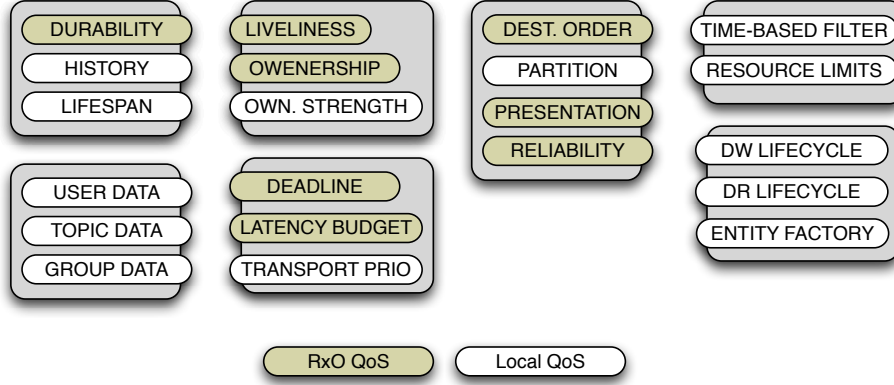 DURABILITY
HISTORY
LIFESPAN
LIVELINESS
OWENERSHIP
OWN. STRENGTH
DEST. ORDER
PARTITION
PRESENTATION
RELIABILITY
TIME-BASED FILTER
RESOURCE LIMITS
USER DATA
TOPIC DATA
GROUP DATA
DEADLINE
LATENCY BUDGET
TRANSPORT PRIO
DW LIFECYCLE
DR LIFECYCLE
ENTITY FACTORY
RxO QoS
Local QoS